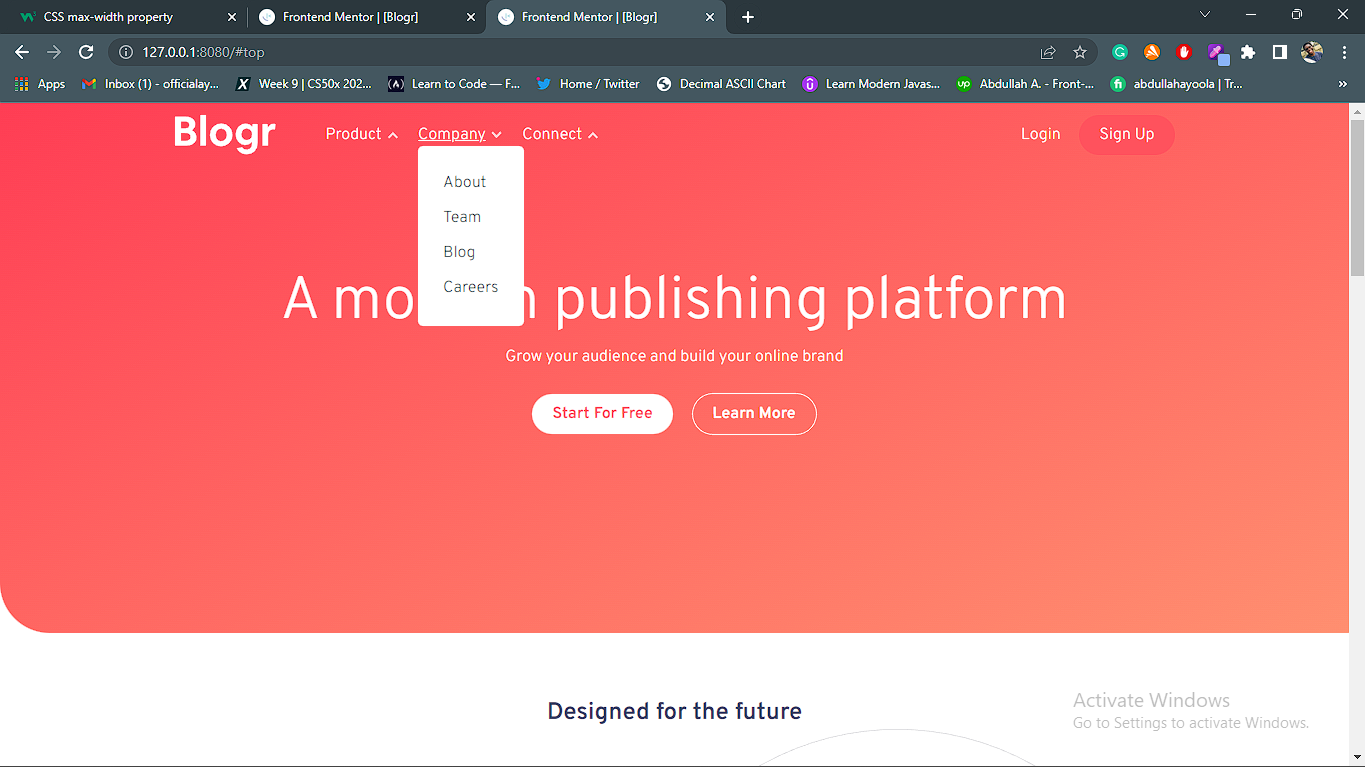 CSS max-width property
Frontend Mentor | [Blogr]
Frontend Mentor | [Blogr]
127.0.0.1:8080/#top
Apps
Inbox (1) - officialay...
Week 9 | CS50x 202...
Learn to Code — F...
Home / Twitter
Decimal ASCII Chart
Learn Modern Javas...
Abdullah A. - Front-...
abdullahayoola | Tr...
Blogr
Product
Company
Connect
Login
Sign Up
About
Team
Blog
Careers
A mo n publishing platform
Grow your audience and build your online brand
Start For Free
Learn More
Designed for the future
Activate Windows
Go to Settings to activate Windows.